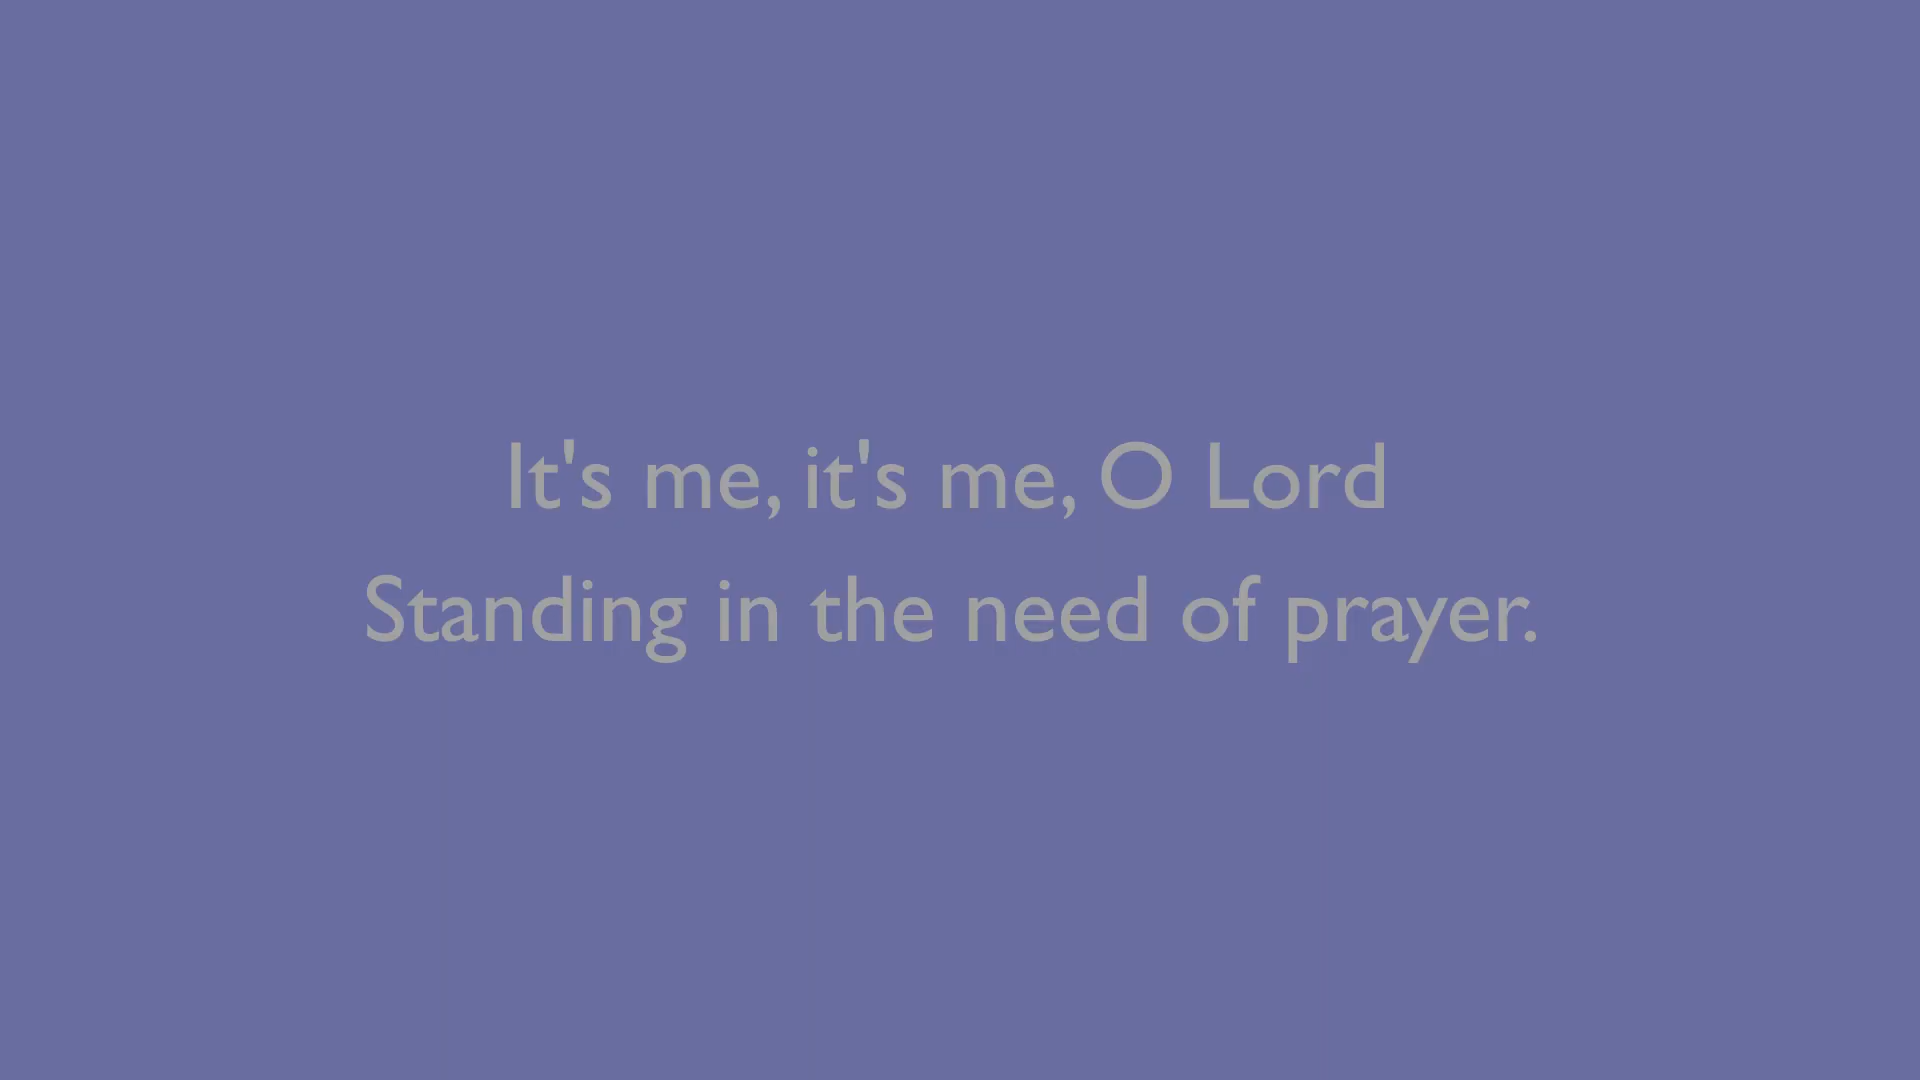 It's me, it's me, O Lord
Standing in the need of prayer.